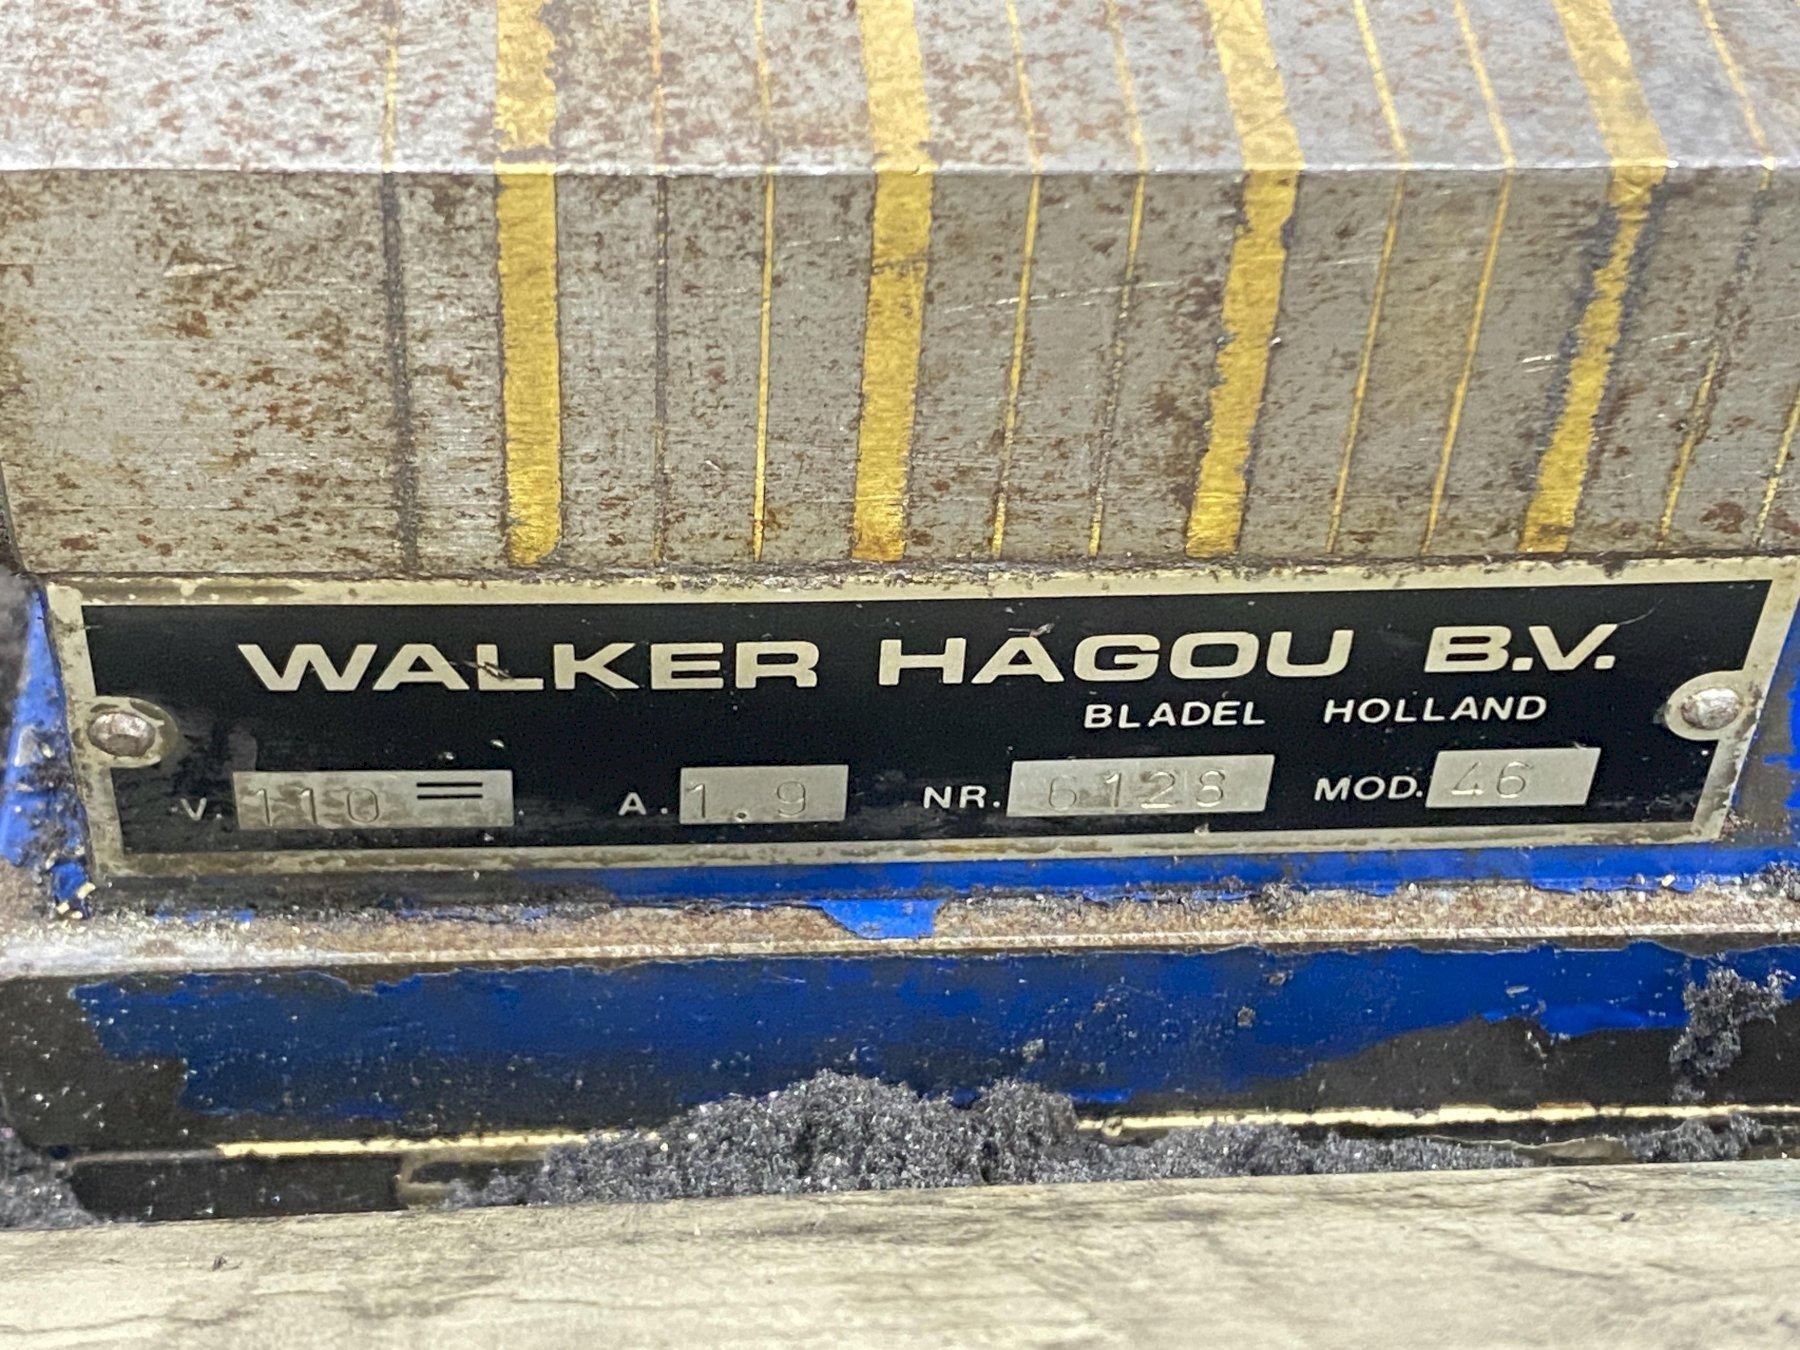 WALKER HAGOU B.V.
BLADEL HOLLAND
V. 110 = A. 1.9 NR. 6128 MOD. 46